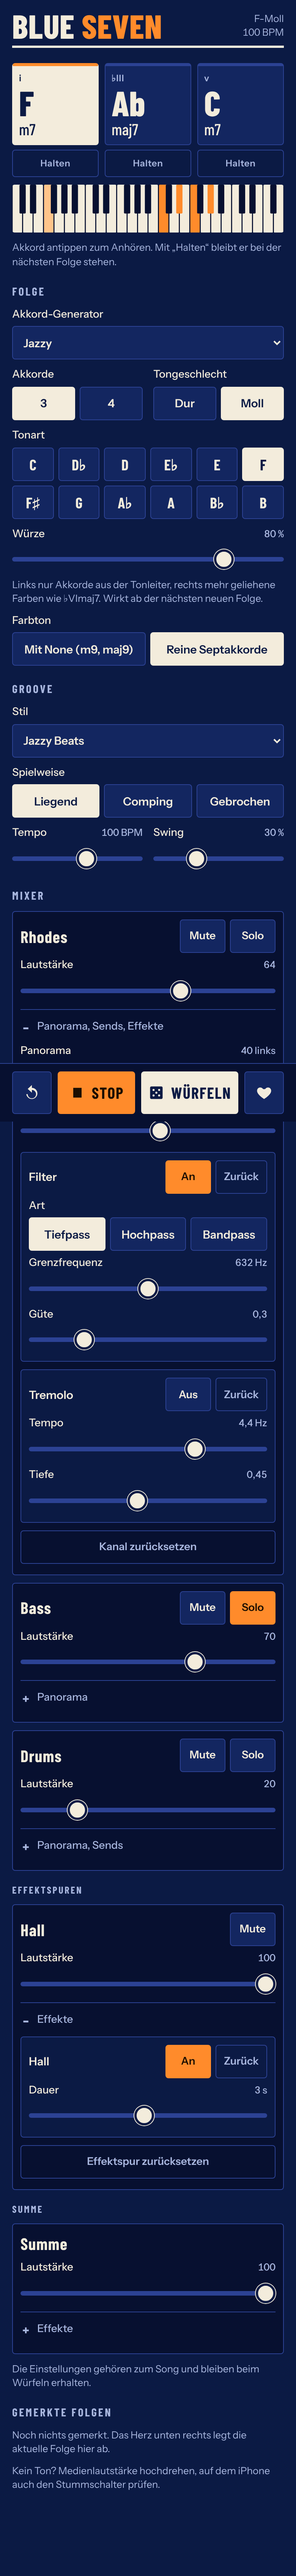 BLUE SEVEN
F-Moll
100 BPM
i
F
m7
♭III
Ab
maj7
v
C
m7
Halten
Halten
Halten
Akkord antippen zum Anhören. Mit „Halten“ bleibt er bei der
nächsten Folge stehen.
FOLGE
Akkord-Generator
Jazzy
Akkorde
Tongeschlecht
3
4
Dur
Moll
Tonart
C
D♭
D
E♭
E
F
F♯
G
A♭
A
B♭
B
Würze
80 %
Links nur Akkorde aus der Tonleiter, rechts mehr geliehene
Farben wie ♭VImaj7. Wirkt ab der nächsten neuen Folge.
Farbton
Mit None (m9, maj9)
Reine Septakkorde
GROOVE
Stil
Jazzy Beats
Spielweise
Liegend
Comping
Gebrochen
Tempo
100 BPM
Swing
30 %
MIXER
Rhodes
Mute
Solo
Lautstärke
64
– Panorama, Sends, Effekte
Panorama
40 links
STOP
WÜRFELN
Filter
An
Zurück
Art
Tiefpass
Hochpass
Bandpass
Grenzfrequenz
632 Hz
Güte
0,3
Tremolo
Aus
Zurück
Tempo
4,4 Hz
Tiefe
0,45
Kanal zurücksetzen
Bass
Mute
Solo
Lautstärke
70
+ Panorama
Drums
Mute
Solo
Lautstärke
20
+ Panorama, Sends
EFFEKTSPUREN
Hall
Mute
Lautstärke
100
– Effekte
Hall
An
Zurück
Dauer
3 s
Effektspur zurücksetzen
SUMME
Summe
Lautstärke
100
+ Effekte
Die Einstellungen gehören zum Song und bleiben beim
Würfeln erhalten.
GEMERKTE FOLGEN
Noch nichts gemerkt. Das Herz unten rechts legt die
aktuelle Folge hier ab.
Kein Ton? Medienlautstärke hochdrehen, auf dem iPhone
auch den Stummschalter prüfen.